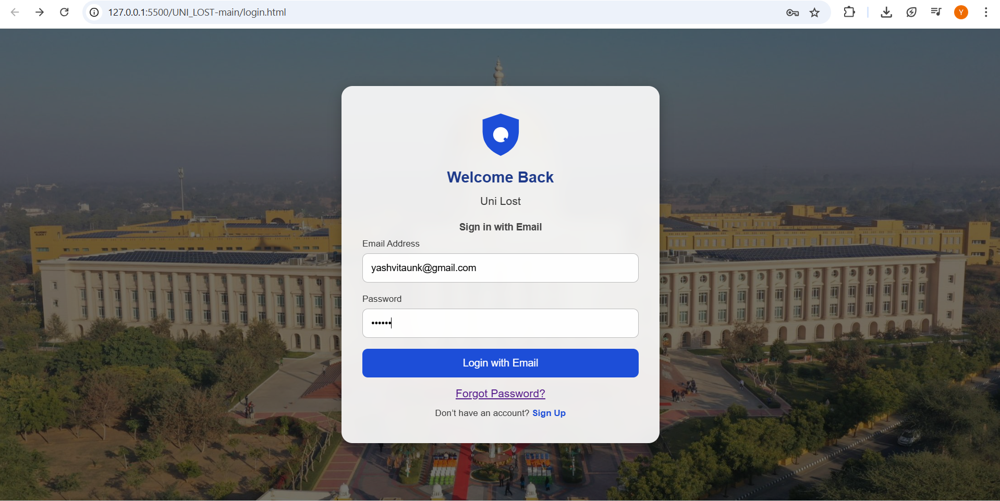 127.0.0.1:5500/UNI_LOST-main/login.html
Y
Welcome Back
Uni Lost
Sign in with Email
Email Address
yashvitaunk@gmail.com
Password
••••••
Login with Email
Forgot Password?
Don’t have an account? Sign Up